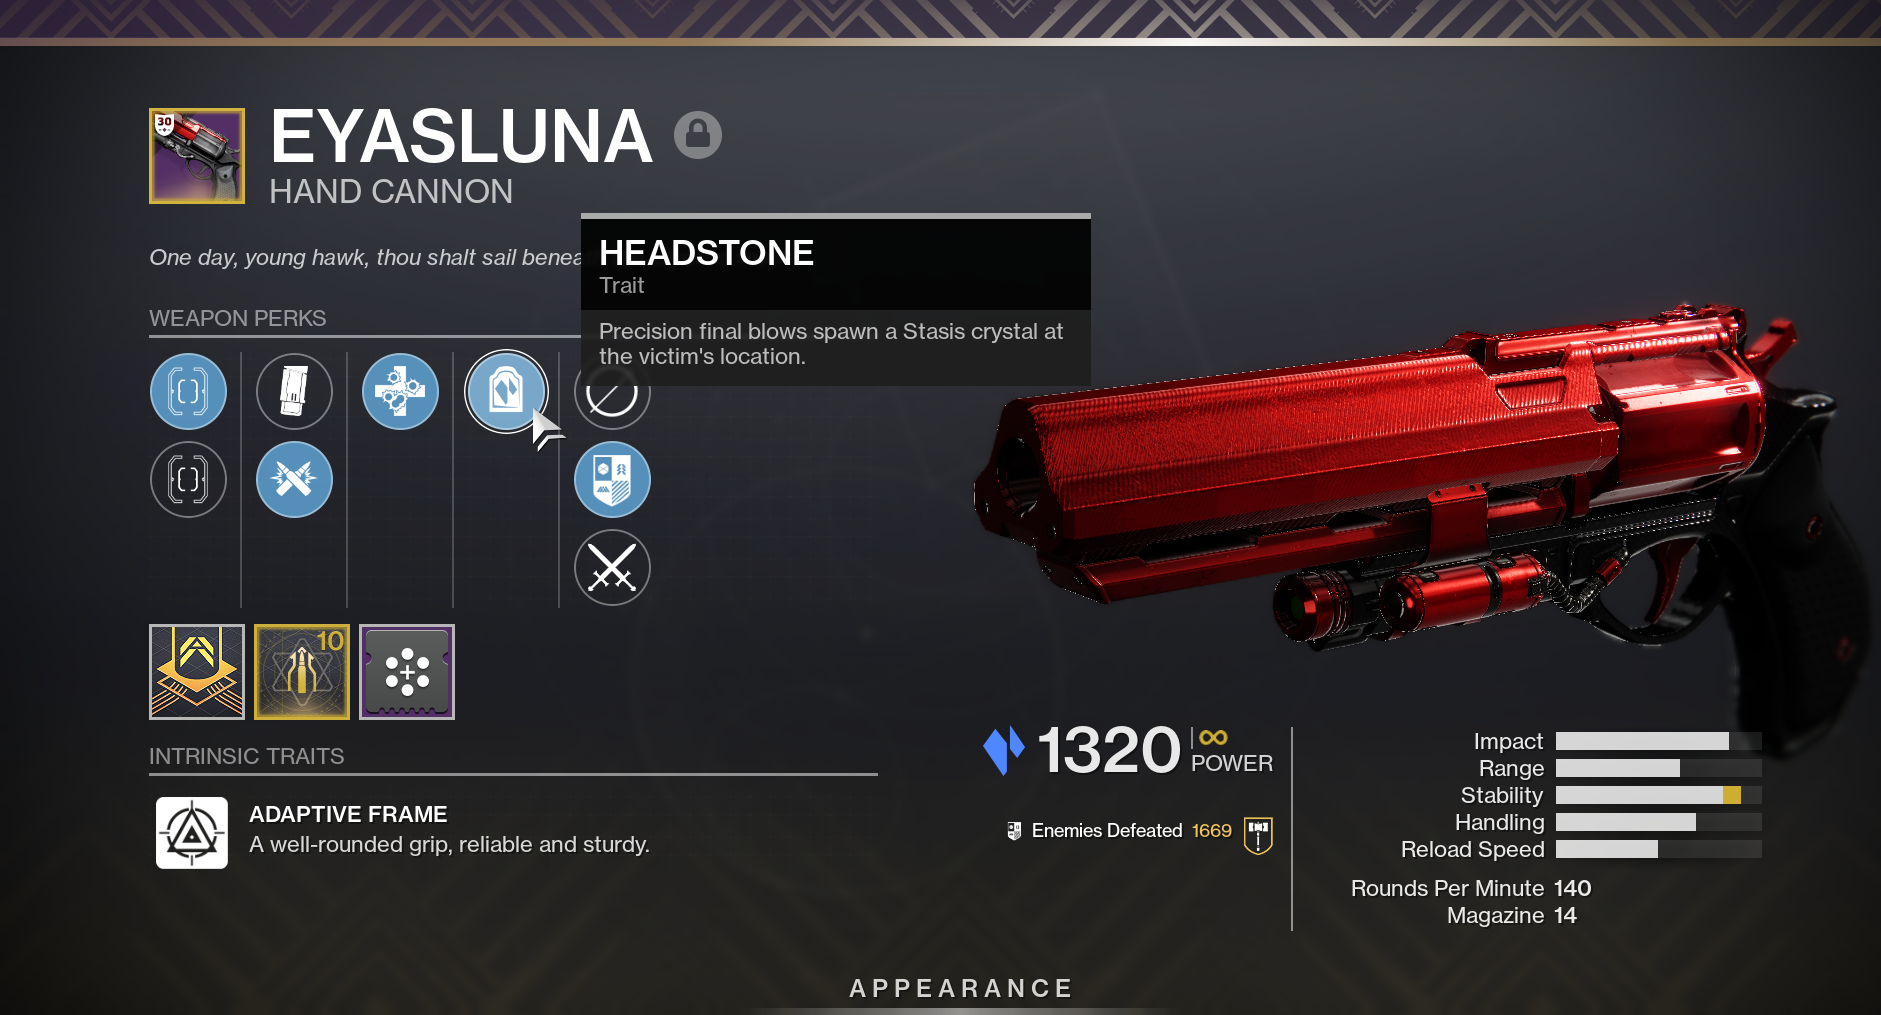 30
EYASLUNA
HAND CANNON
One day, young hawk, thou shalt sail
HEADSTONE
Trait
Precision final blows spawn a Stasis crystal at
the victim's location.
WEAPON PERKS
10
INTRINSIC TRAITS
ADAPTIVE FRAME
A well-rounded grip, reliable and sturdy.
1320
∞
POWER
Enemies Defeated 1669
Impact
Range
Stability
Handling
Reload Speed
Rounds Per Minute 140
Magazine 14
APPEARANCE